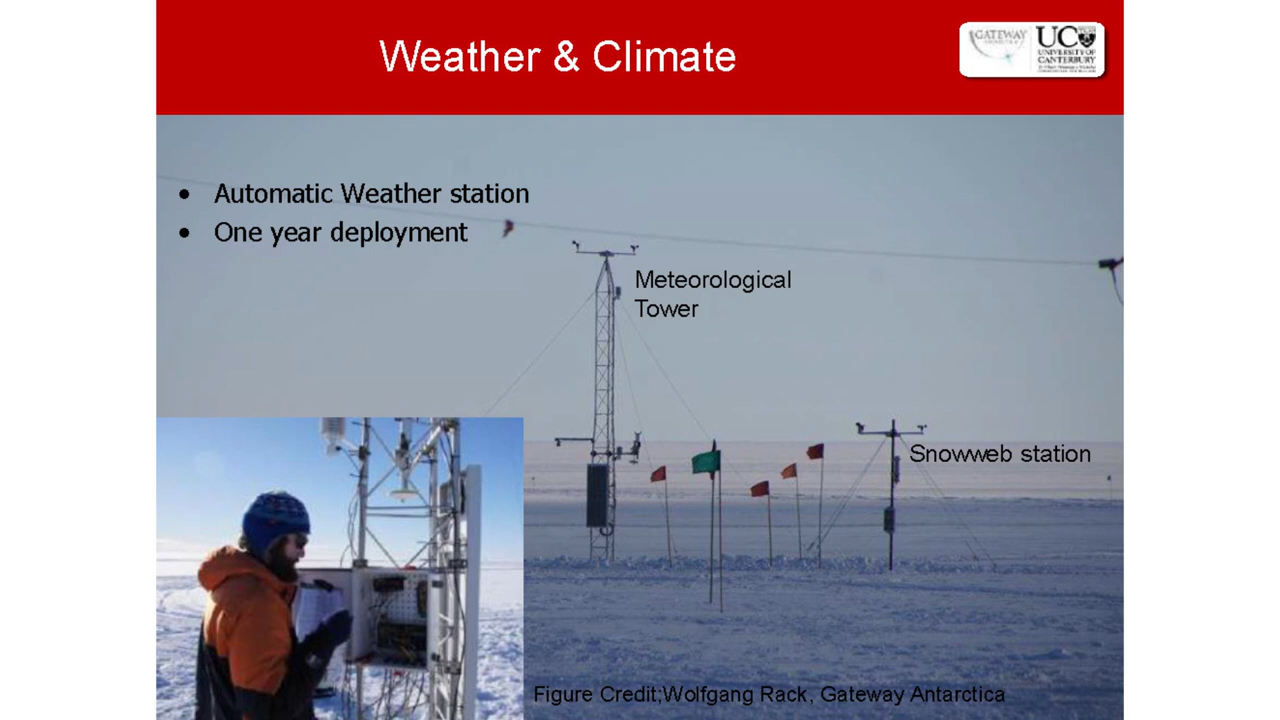 Weather & Climate
GATEWAY
UC
UNIVERSITY OF
CANTERBURY
• Automatic Weather station
• One year deployment
Meteorological
Tower
Snowweb station
Figure Credit;Wolfgang Rack, Gateway Antarctica